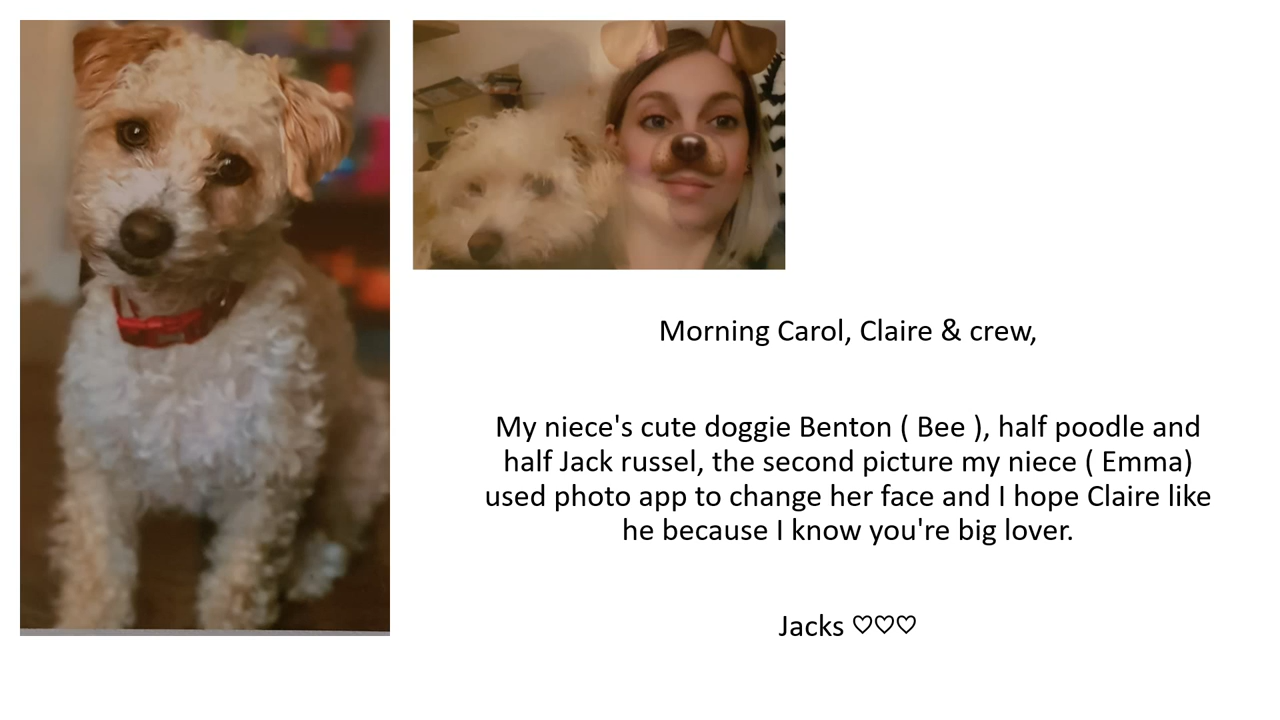 Morning Carol, Claire & crew,
My niece's cute doggie Benton ( Bee ), half poodle and
half Jack russel, the second picture my niece ( Emma)
used photo app to change her face and I hope Claire like
he because I know you're big lover.
Jacks ♡♡♡